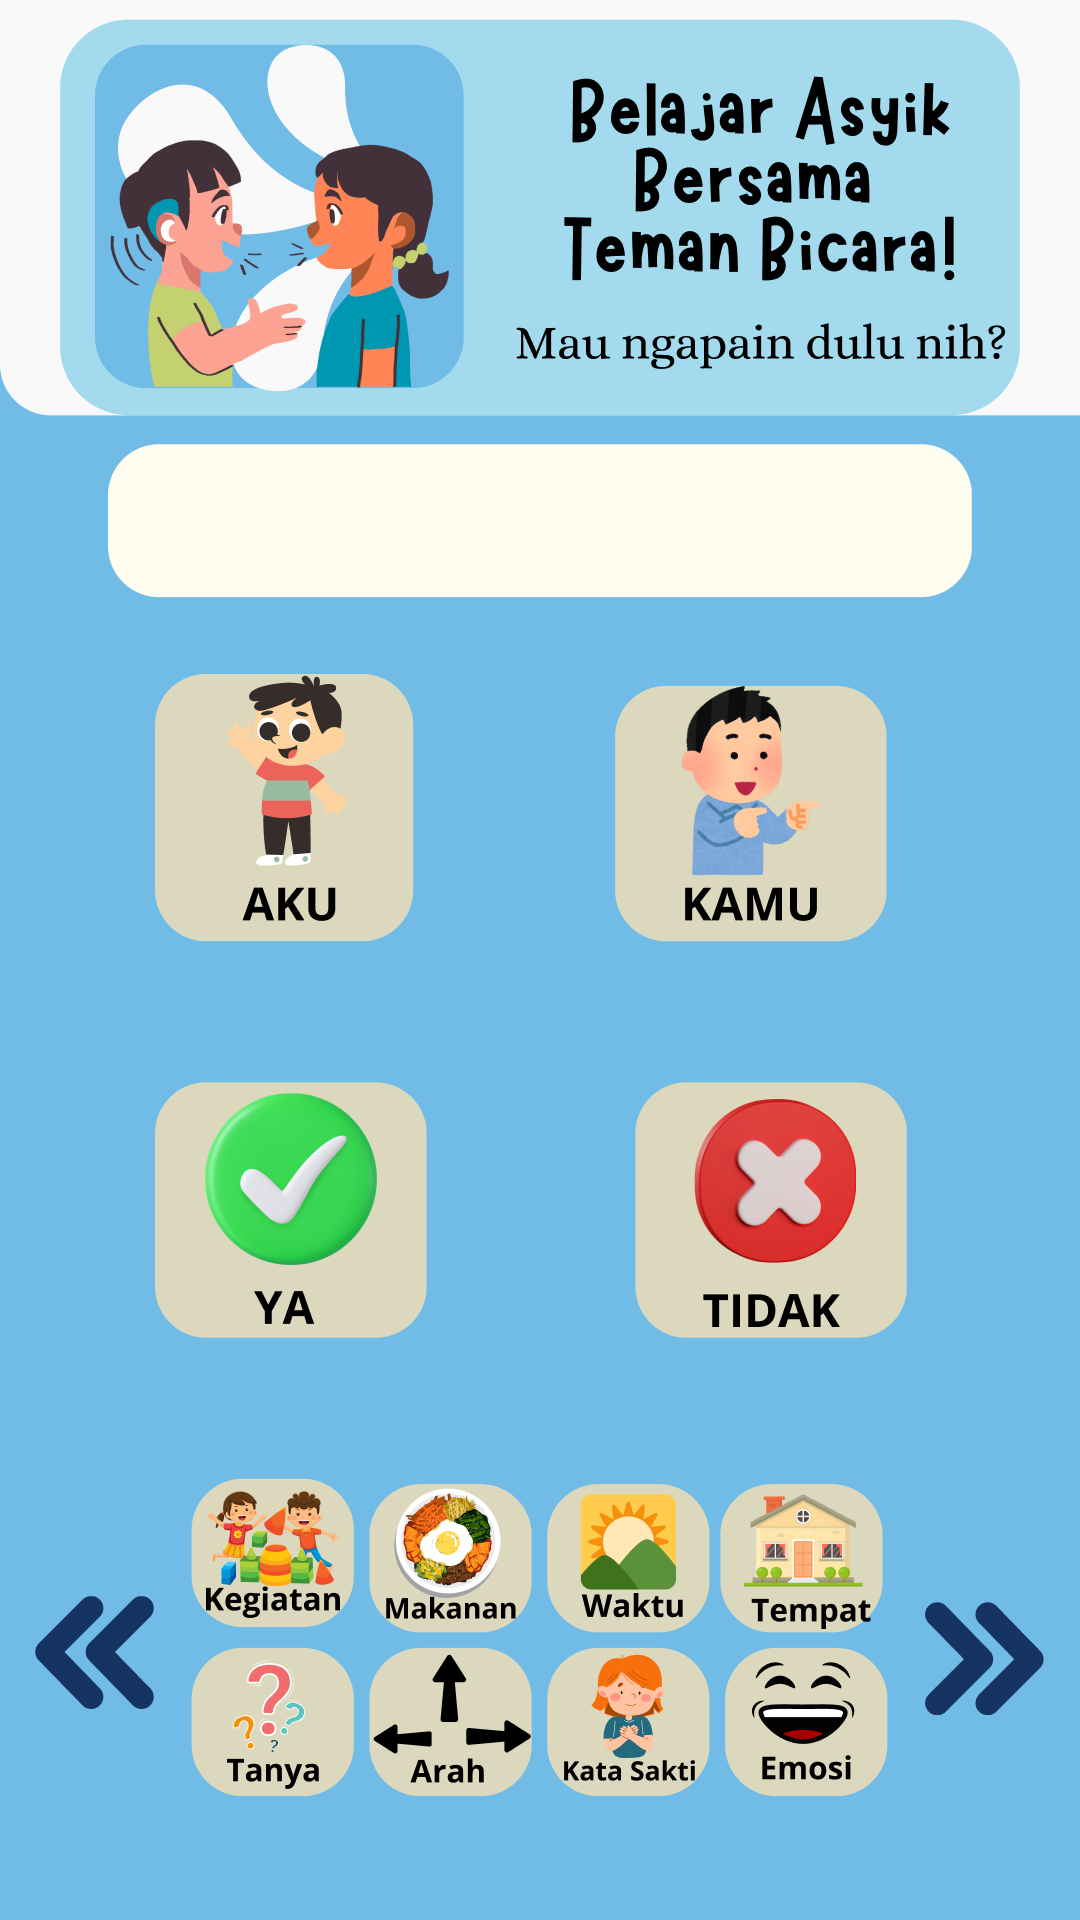 Belajar Asyik
Bersama
Teman Bicara!
Mau ngapain dulu nih?
AKU
KAMU
YA
TIDAK
Kegiatan
Makanan
Waktu
Tempat
Tanya
Arah
Kata Sakti
Emosi